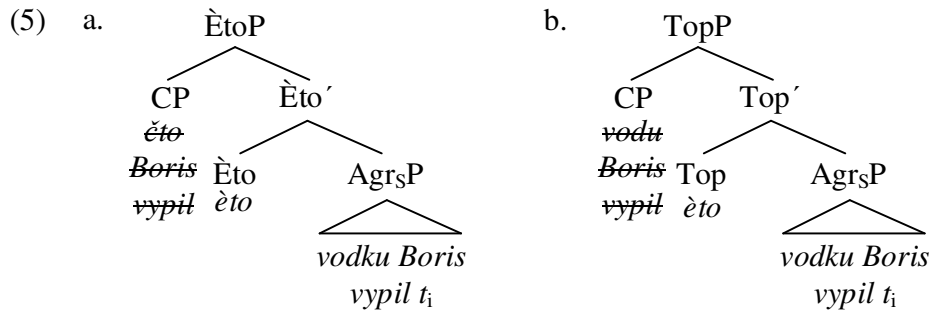 (5) a. ÈtoP b. TopP
CP Èto´ CP Top´
čto vodu
Boris Èto AgrSP Boris Top AgrSP
vypil èto vypil èto
vodku Boris vodku Boris
vypil ti vypil ti